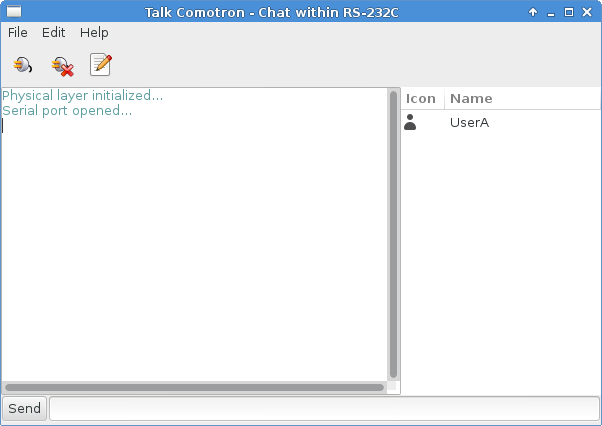 Talk Comotron - Chat within RS-232C
File Edit Help
Physical layer initialized...
Serial port opened...
Icon Name
UserA
Send